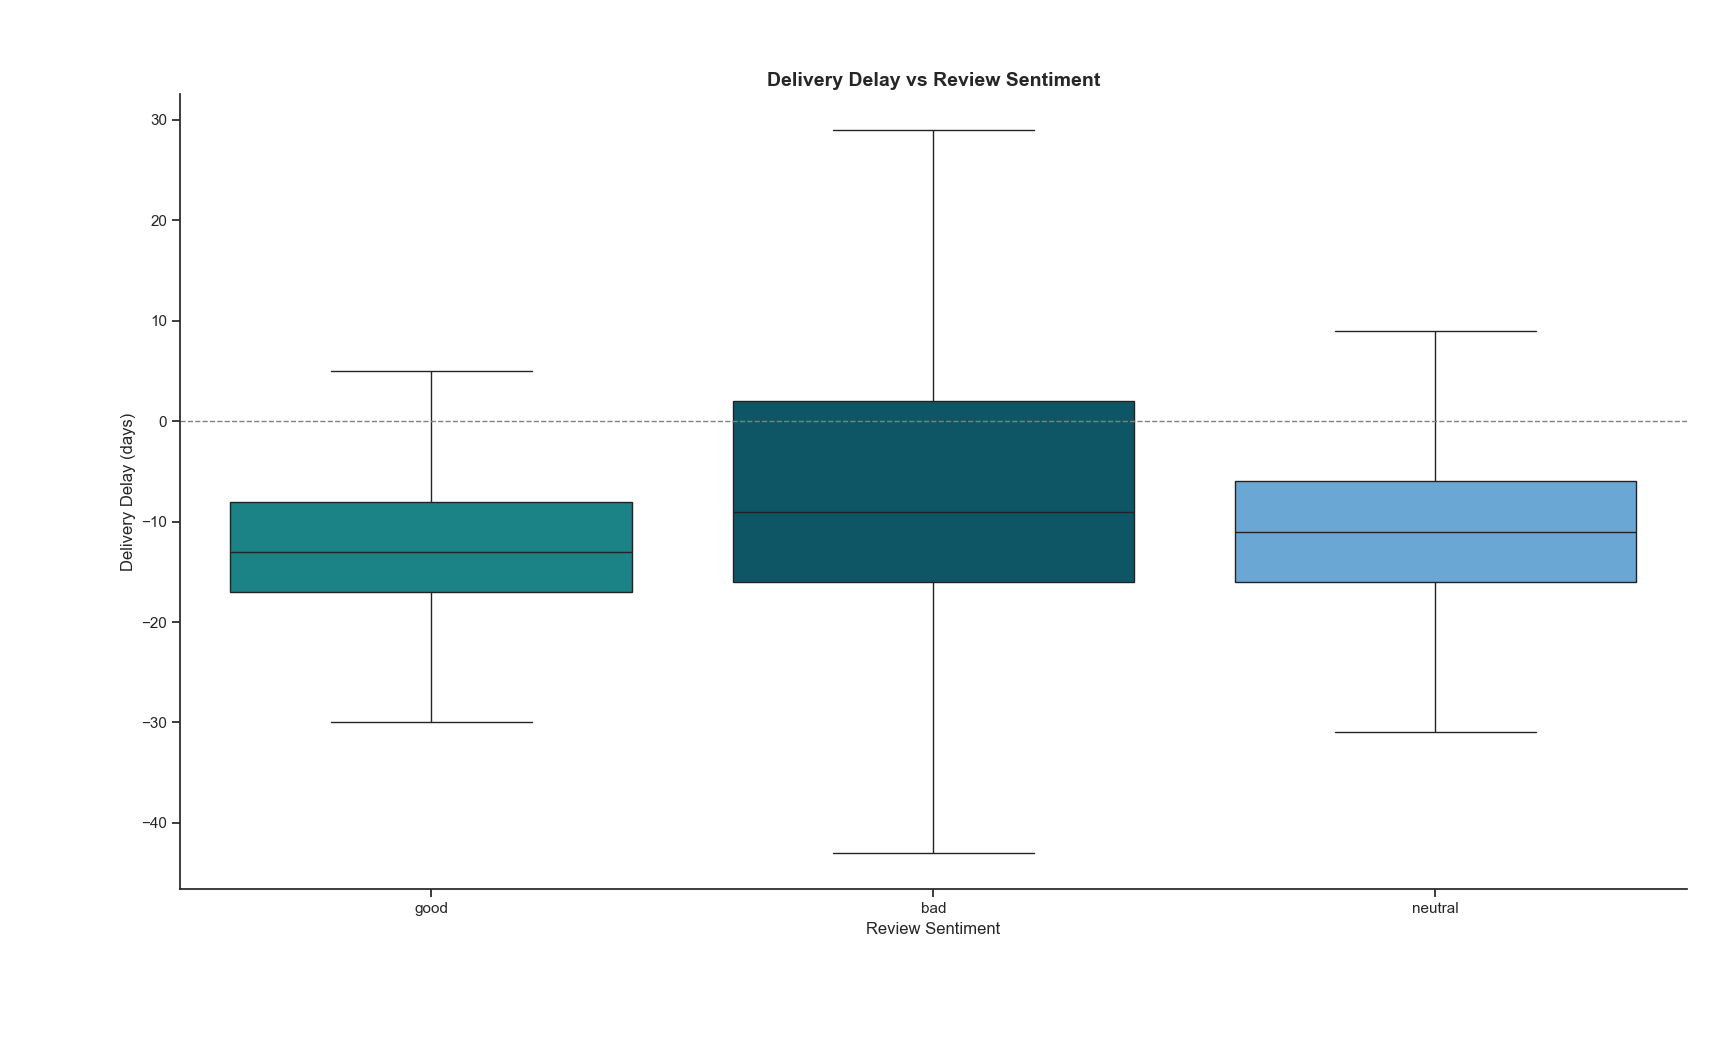 Delivery Delay vs Review Sentiment
30
20
10
0
−10
−20
−30
−40
Delivery Delay (days)
good bad neutral
Review Sentiment